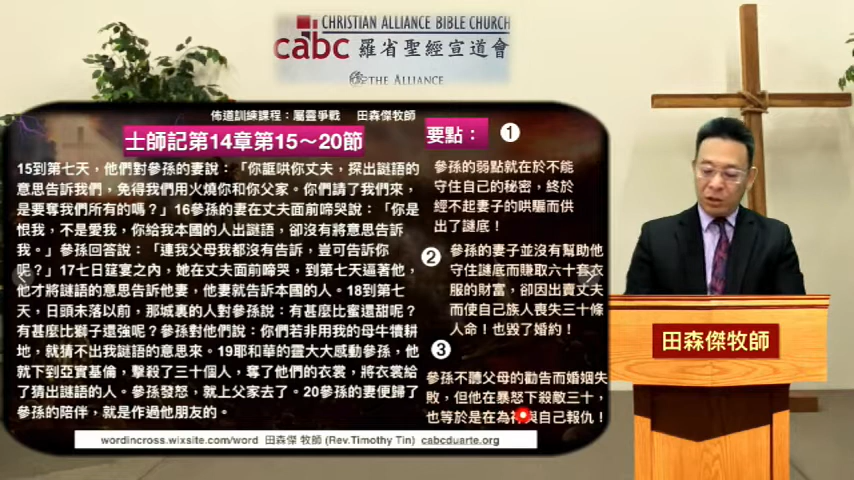 CHRISTIAN ALLIANCE BIBLE CHURCH
cabc 羅省聖經宣道會
THE ALLIANCE
佈道訓練課程：屬靈爭戰 田森傑牧師
士師記第14章第15～20節
15到第七天，他們對參孫的妻說：「你誆哄你丈夫，探出謎語的
意思告訴我們，免得我們用火燒你和你父家。你們請了我們來，
是要奪我們所有的嗎？」16參孫的妻在丈夫面前啼哭說：「你是
恨我，不是愛我，你給我本國的人出謎語，卻沒有將意思告訴
我。」參孫回答說：「連我父母我都沒有告訴，豈可告訴你
呢？」17七日筵宴之內，她在丈夫面前啼哭，到第七天逼著他，
他才將謎語的意思告訴他妻，他妻就告訴本國的人。18到第七
天，日頭未落以前，那城裏的人對參孫說：有甚麼比蜜還甜呢？
有甚麼比獅子還強呢？參孫對他們說：你們若非用我的母牛犢耕
地，就猜不出我謎語的意思來。19耶和華的靈大大感動參孫，他
就下到亞實基倫，擊殺了三十個人，奪了他們的衣裳，將衣裳給
了猜出謎語的人。參孫發怒，就上父家去了。20參孫的妻便歸了
參孫的陪伴，就是作過他朋友的。
要點： 1
參孫的弱點就在於不能
守住自己的秘密，終於
經不起妻子的哄騙而供
出了謎底！
2 參孫的妻子並沒有幫助他
守住謎底而賺取六十套衣
服的財富，卻因出賣丈夫
而使自己族人喪失三十條
人命！也毀了婚約！
3
參孫不聽父母的勸告而婚姻失
敗，但他在暴怒下殺敵三十，
也等於是在為神與自己報仇！
wordincross.wixsite.com/word 田森傑 牧師 (Rev.Timothy Tin) cabcduarte.org
田森傑牧師